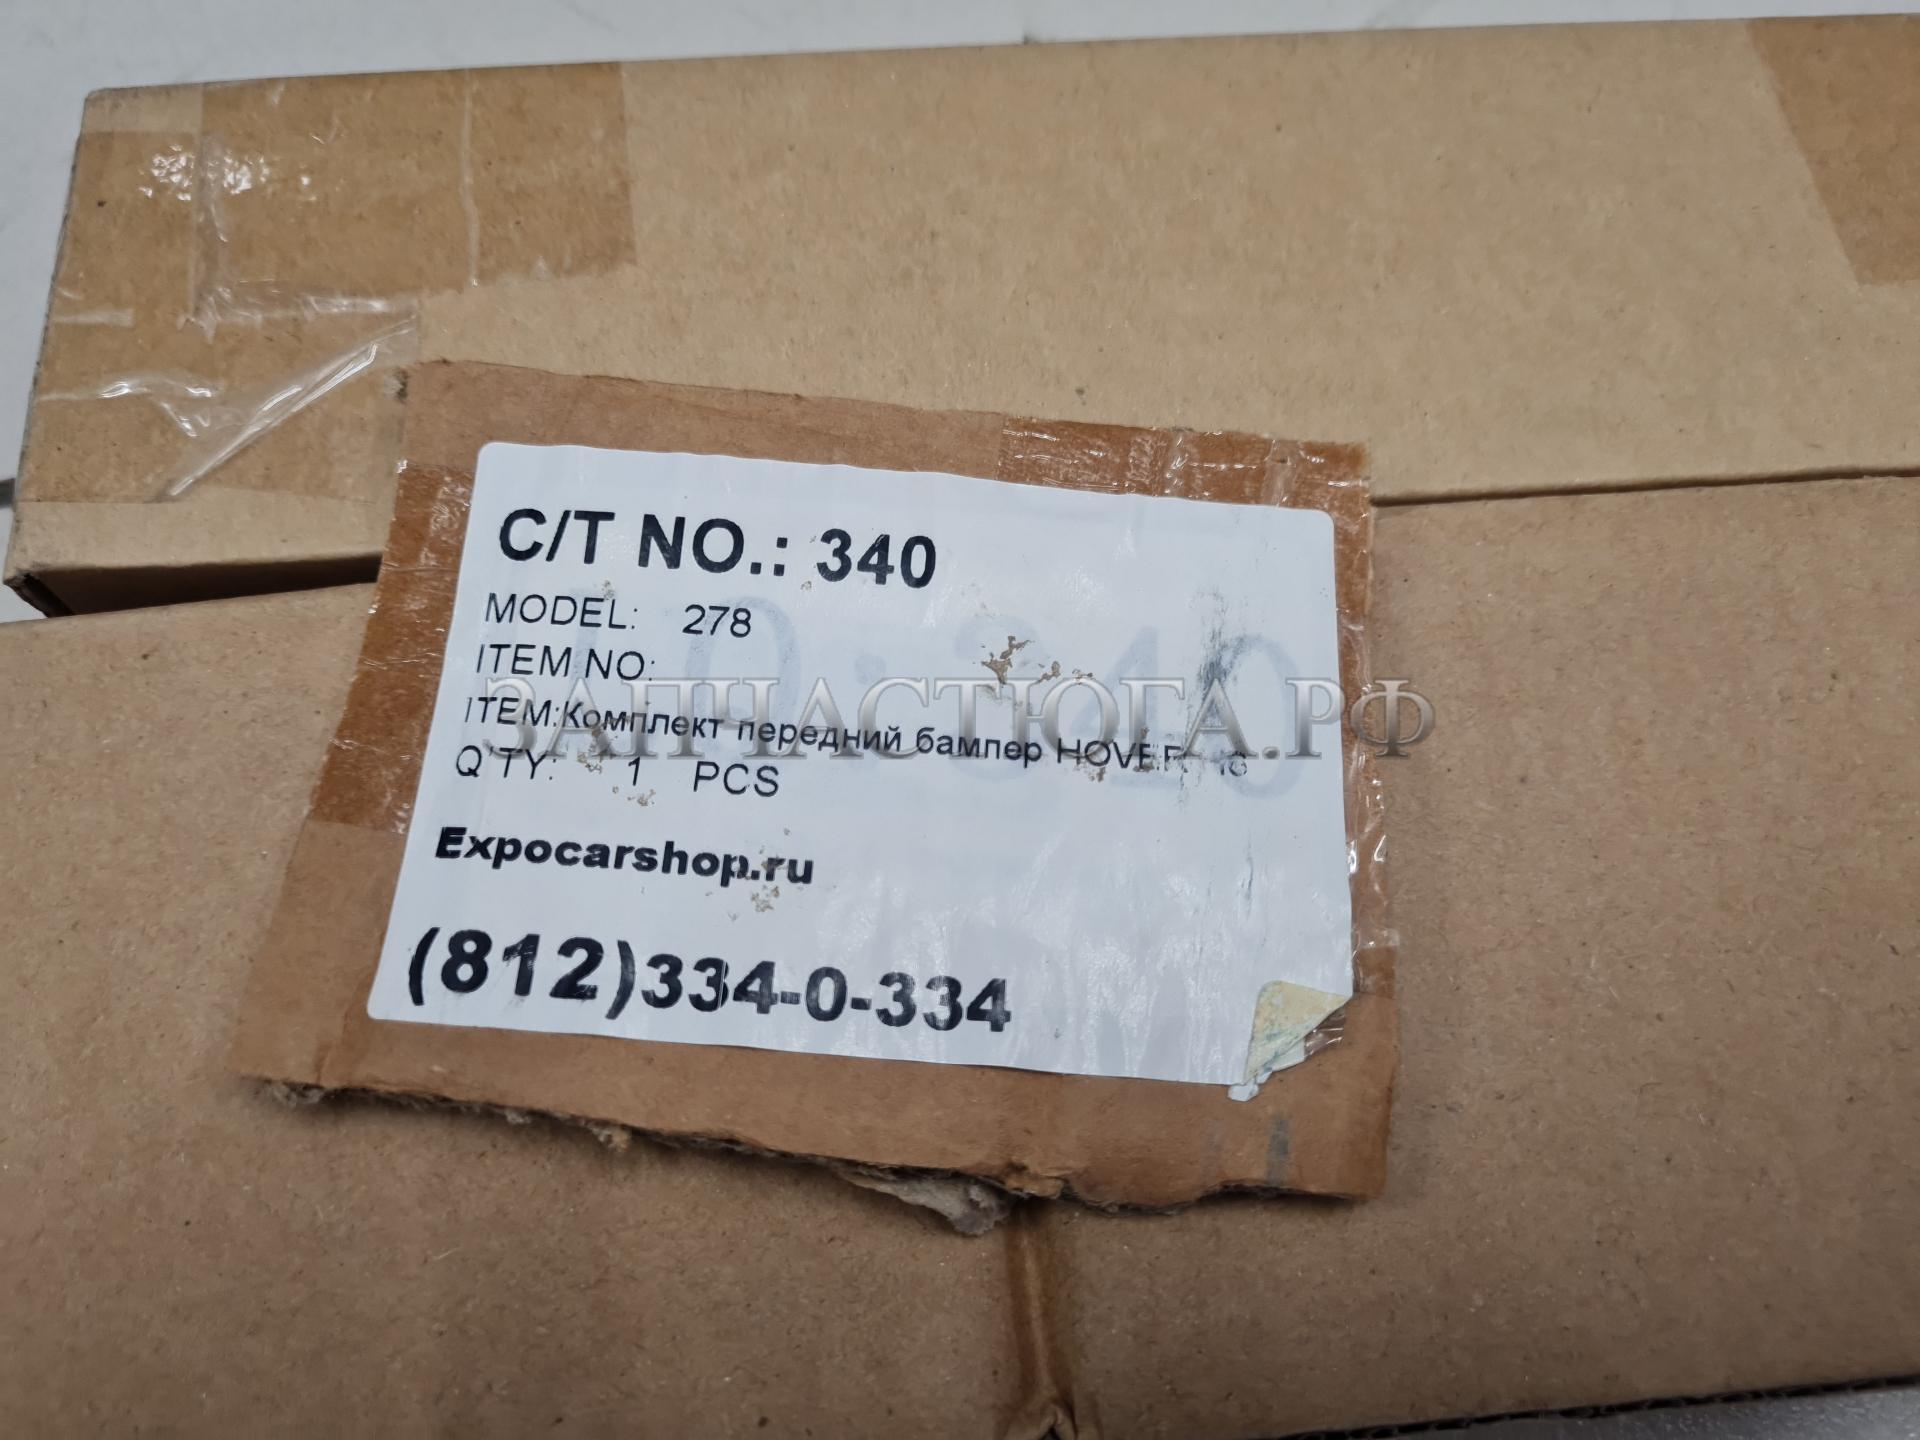 C/T NO.: 340
MODEL: 278
ITEM NO:
ITEM:Комплект передний бампер HOVER
Q'TY: 1 PCS
Expocarshop.ru
(812)334-0-334
ЗАПЧАСТЮГА.РФ